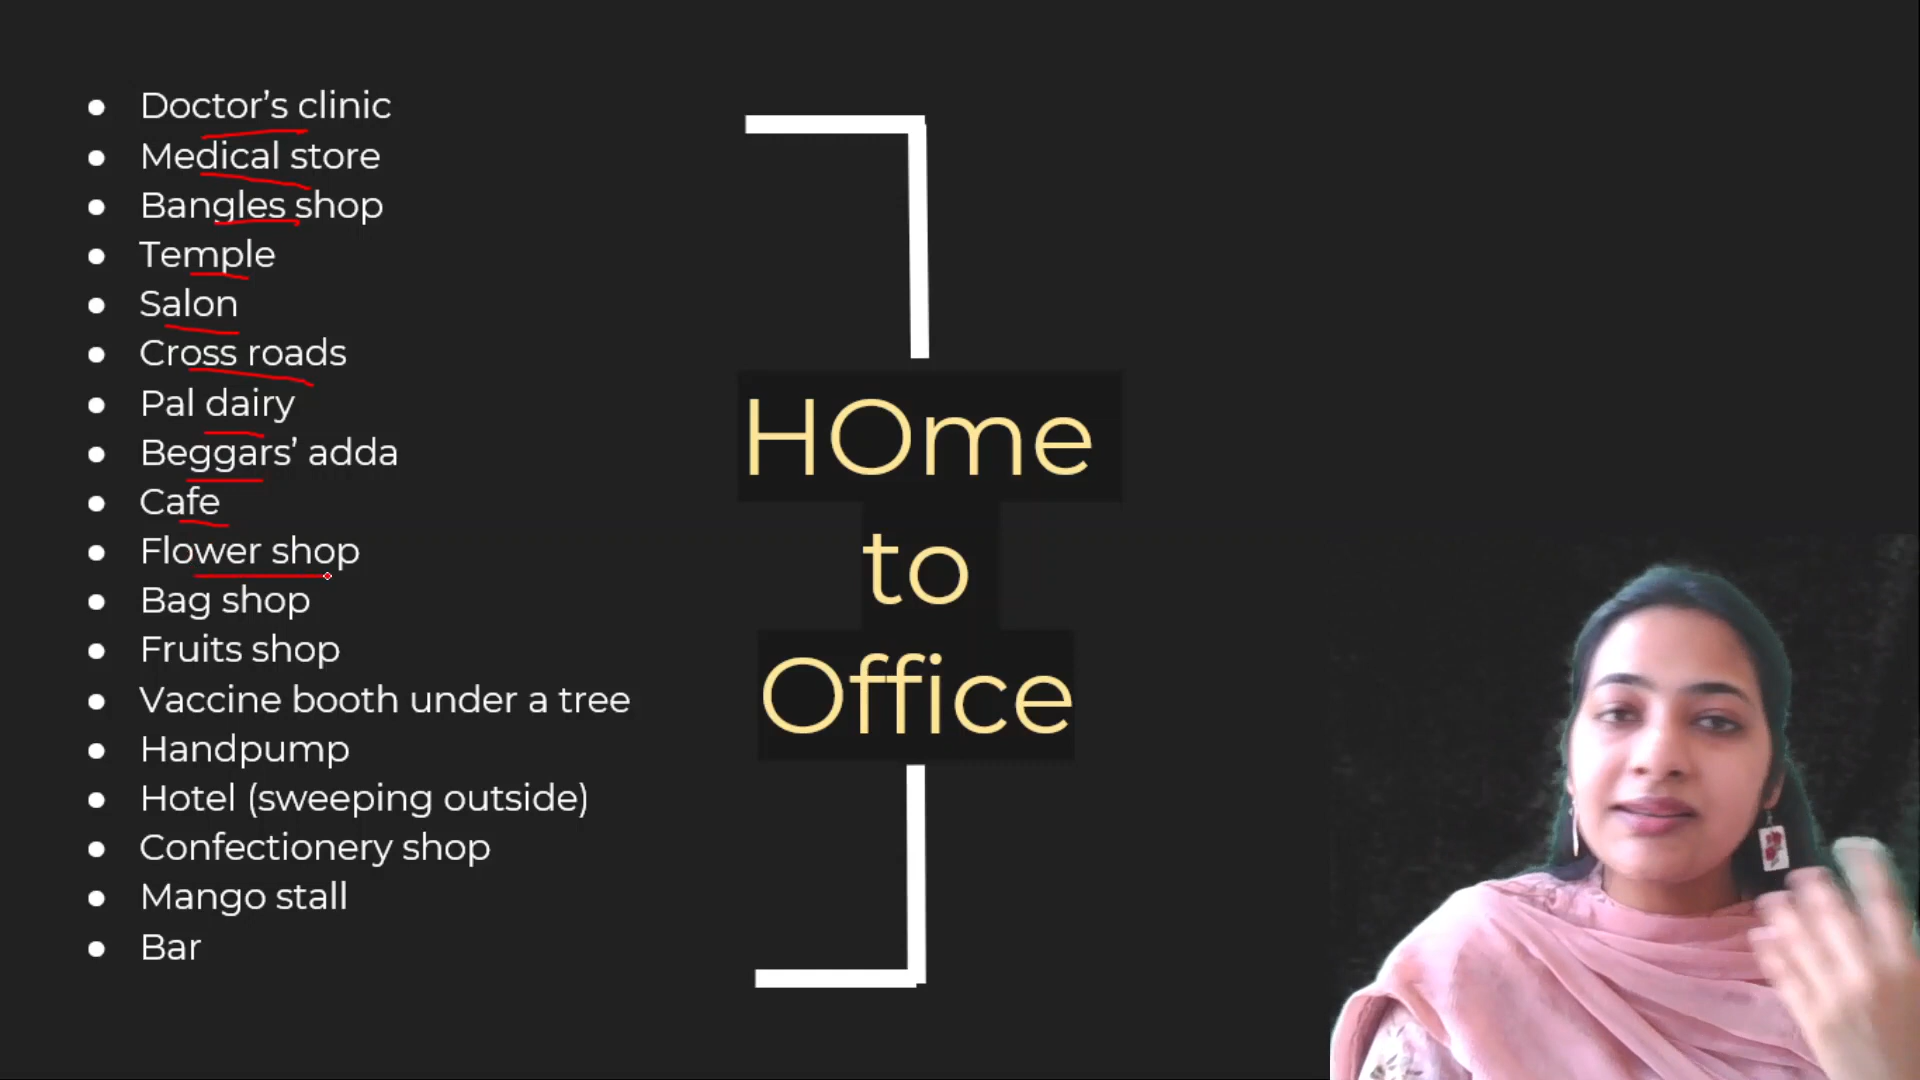 Doctor’s clinic
Medical store
Bangles shop
Temple
Salon
Cross roads
Pal dairy
Beggars’ adda
Cafe
Flower shop
Bag shop
Fruits shop
Vaccine booth under a tree
Handpump
Hotel (sweeping outside)
Confectionery shop
Mango stall
Bar
HOme
to
Office